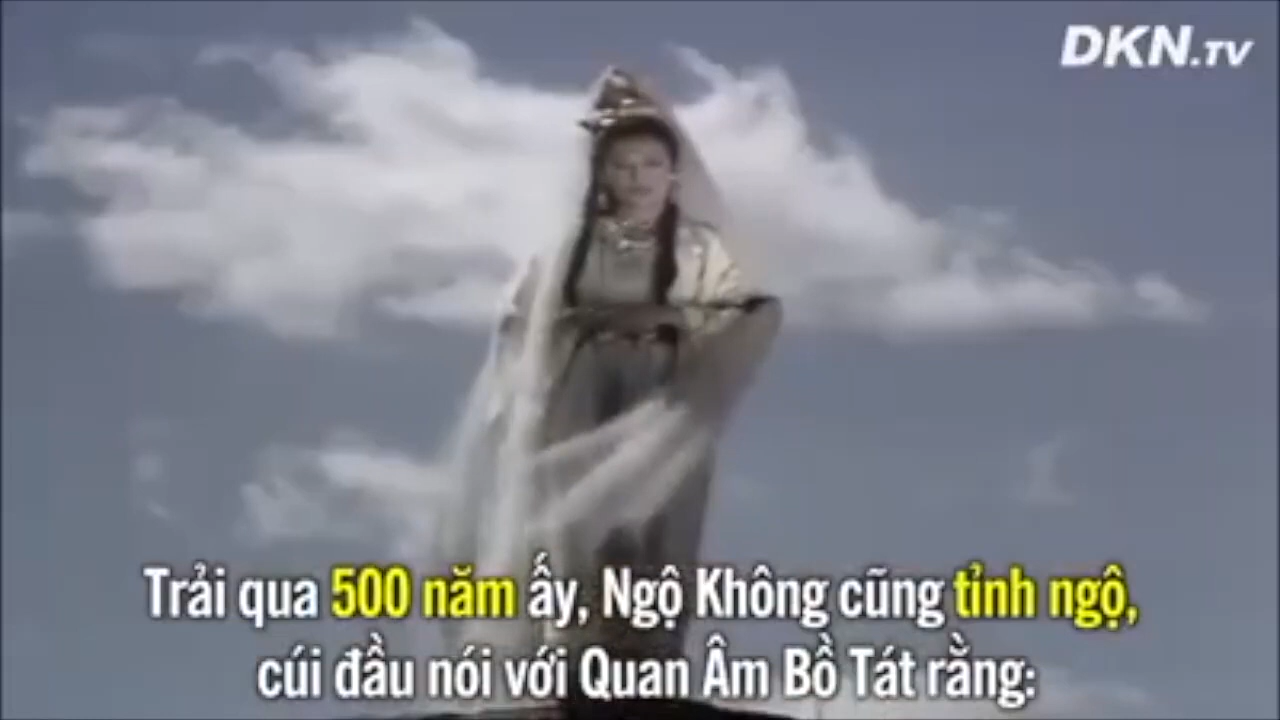 DKN.TV
Trải qua 500 năm ấy, Ngộ Không cũng tỉnh ngộ,
cúi đầu nói với Quan Âm Bồ Tát rằng: